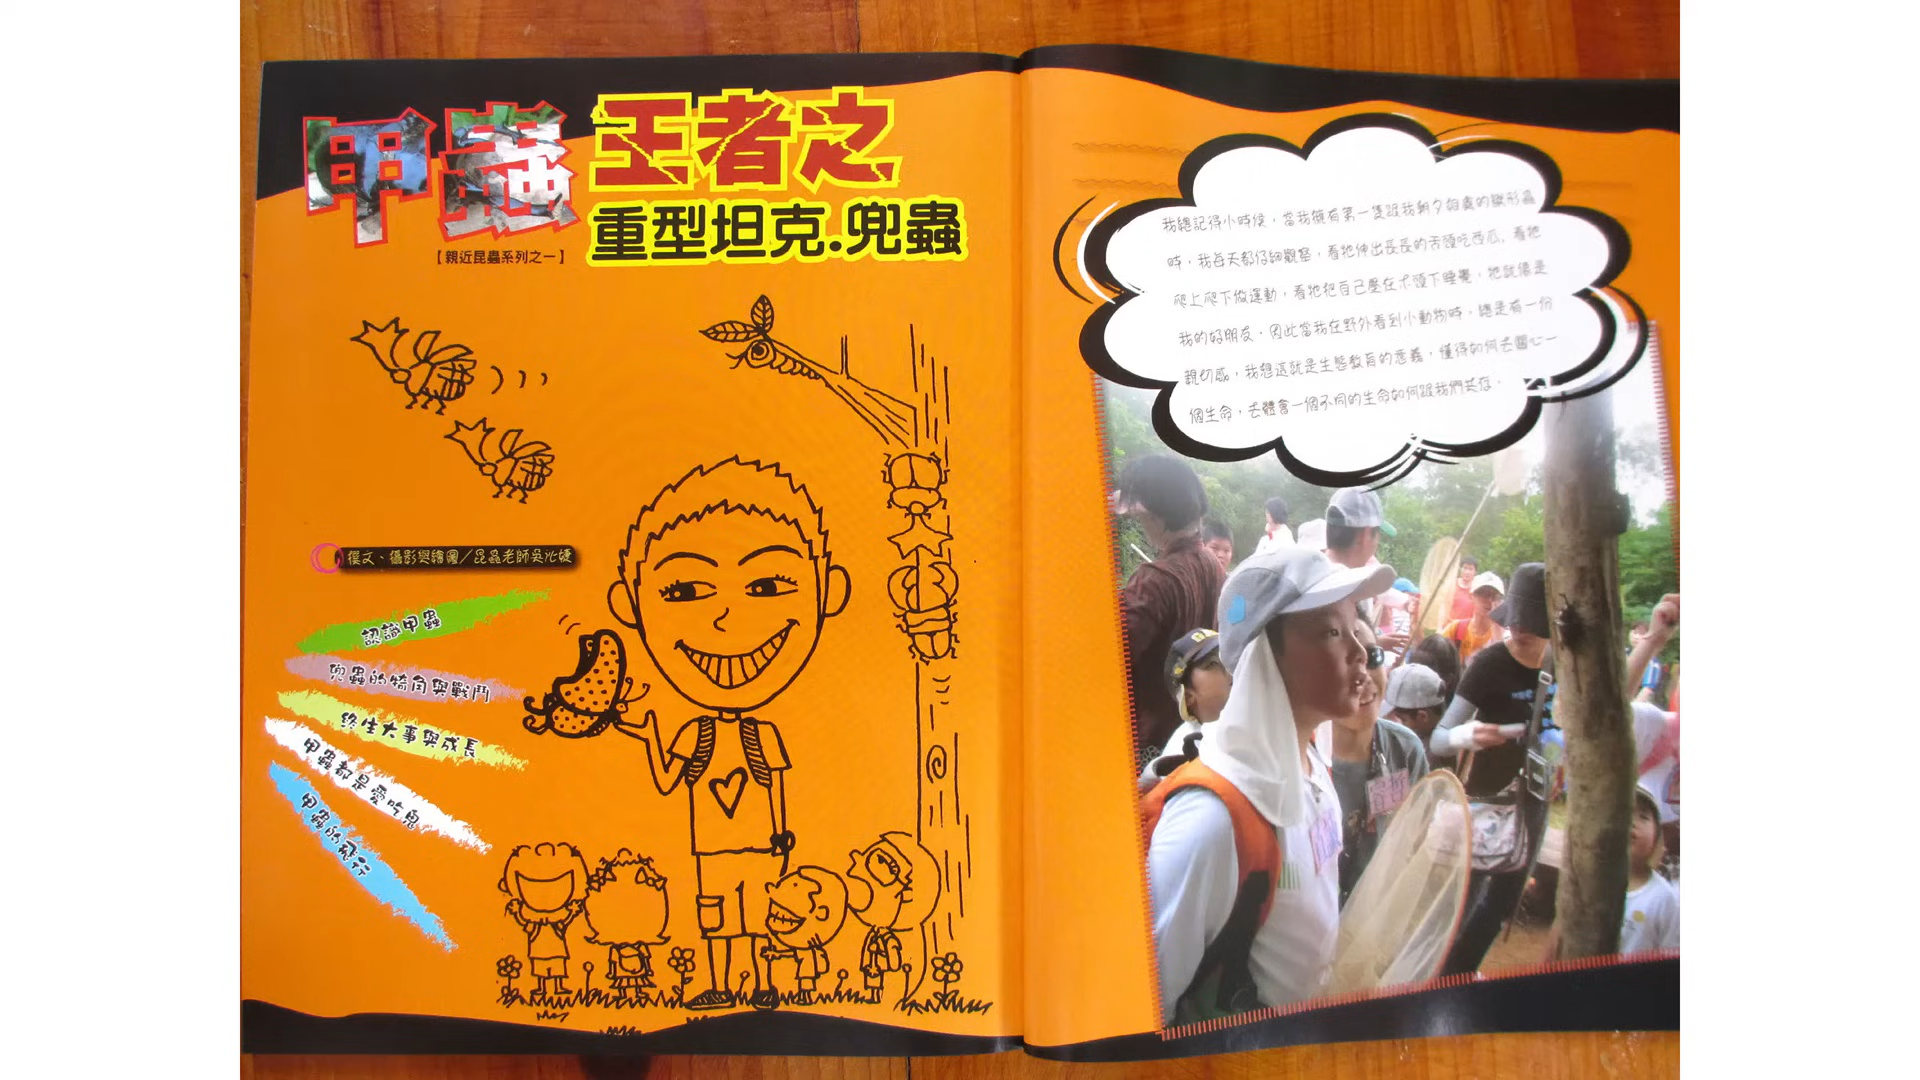 甲蟲王者之
重型坦克.兜蟲
【親近昆蟲系列之一】
撰文、攝影與繪圖／昆蟲老師吳沁婕
認識甲蟲
兜蟲的犄角與戰鬥
終生大事與成長
甲蟲都是愛吃鬼
甲蟲的飛行
我總記得小時候，當我擁有第一隻跟我朝夕相處的鍬形蟲
時，我每天都仔細觀察，看牠伸出長長的舌頭吃西瓜，看牠
爬上爬下做運動，看牠把自己壓在木頭下睡覺，牠就像是
我的好朋友。因此當我在野外看到小動物時，總是有一份
親切感，我想這就是生態教育的意義，懂得如何去關心一
個生命，去體會一個不同的生命如何跟我們共存。